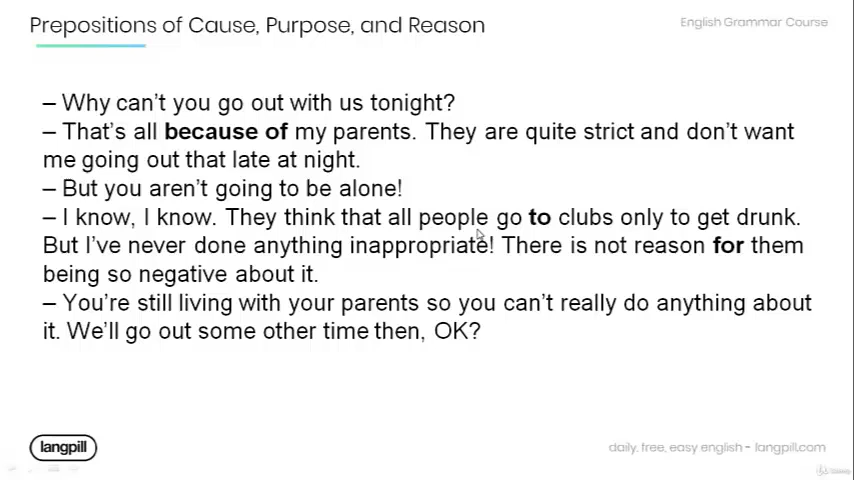 Prepositions of Cause, Purpose, and Reason
English Grammar Course
– Why can't you go out with us tonight?
– That's all because of my parents. They are quite strict and don't want
me going out that late at night.
– But you aren't going to be alone!
– I know, I know. They think that all people go to clubs only to get drunk.
But I've never done anything inappropriate! There is not reason for them
being so negative about it.
– You're still living with your parents so you can't really do anything about
it. We'll go out some other time then, OK?
langpill
daily, free, easy english – langpill.com